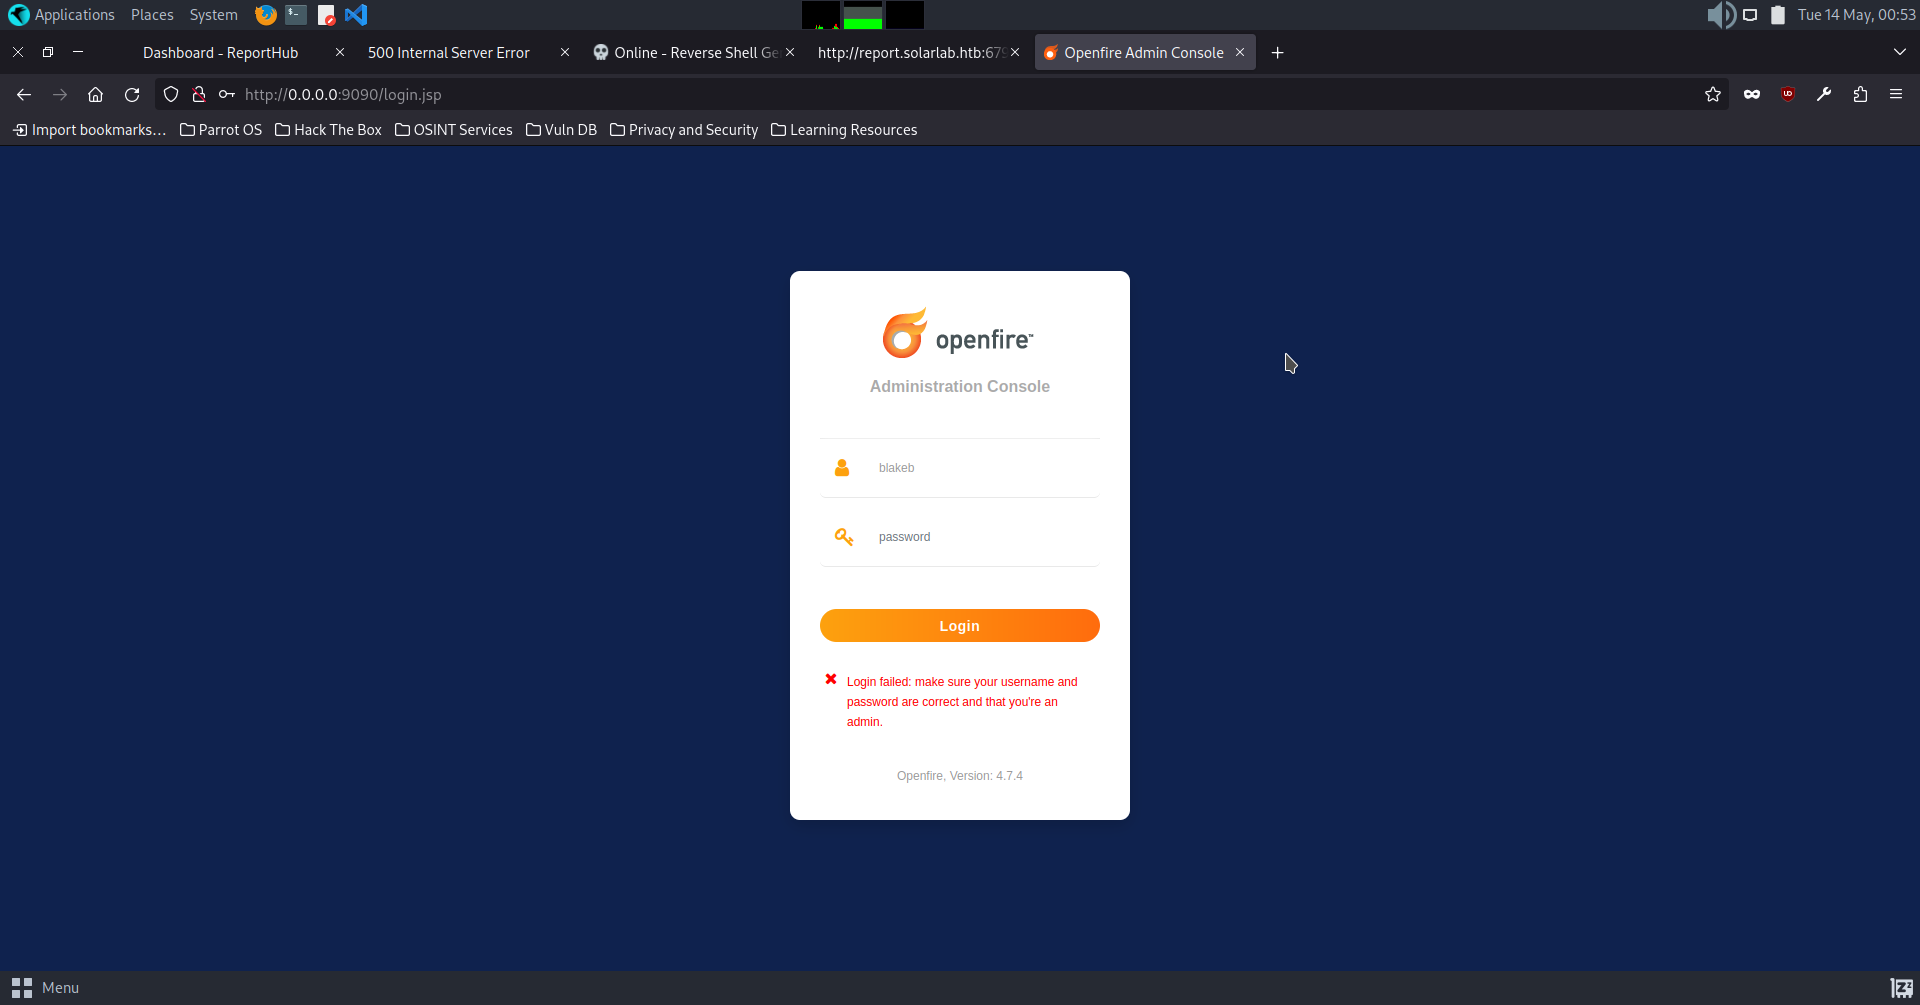 Applications Places System Tue 14 May, 00:53
Dashboard - ReportHub 500 Internal Server Error Online - Reverse Shell Ge http://report.solarlab.htb:679 Openfire Admin Console
http://0.0.0.0:9090/login.jsp
Import bookmarks... Parrot OS Hack The Box OSINT Services Vuln DB Privacy and Security Learning Resources
openfire™
Administration Console
blakeb
password
Login
Login failed: make sure your username and
password are correct and that you're an
admin.
Openfire, Version: 4.7.4
Menu